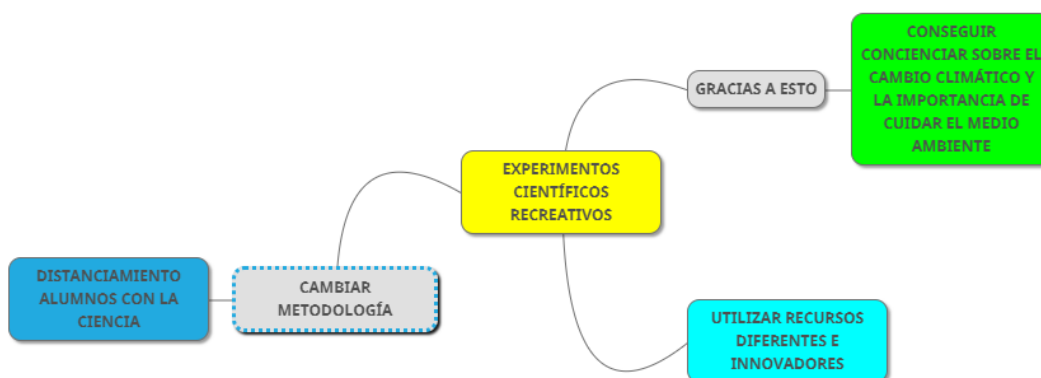 CONSEGUIR
CONCIENCIAR SOBRE EL
CAMBIO CLIMÁTICO Y
LA IMPORTANCIA DE
CUIDAR EL MEDIO
AMBIENTE
GRACIAS A ESTO
EXPERIMENTOS
CIENTÍFICOS
RECREATIVOS
DISTANCIAMIENTO
ALUMNOS CON LA
CIENCIA
CAMBIAR
METODOLOGÍA
UTILIZAR RECURSOS
DIFERENTES E
INNOVADORES